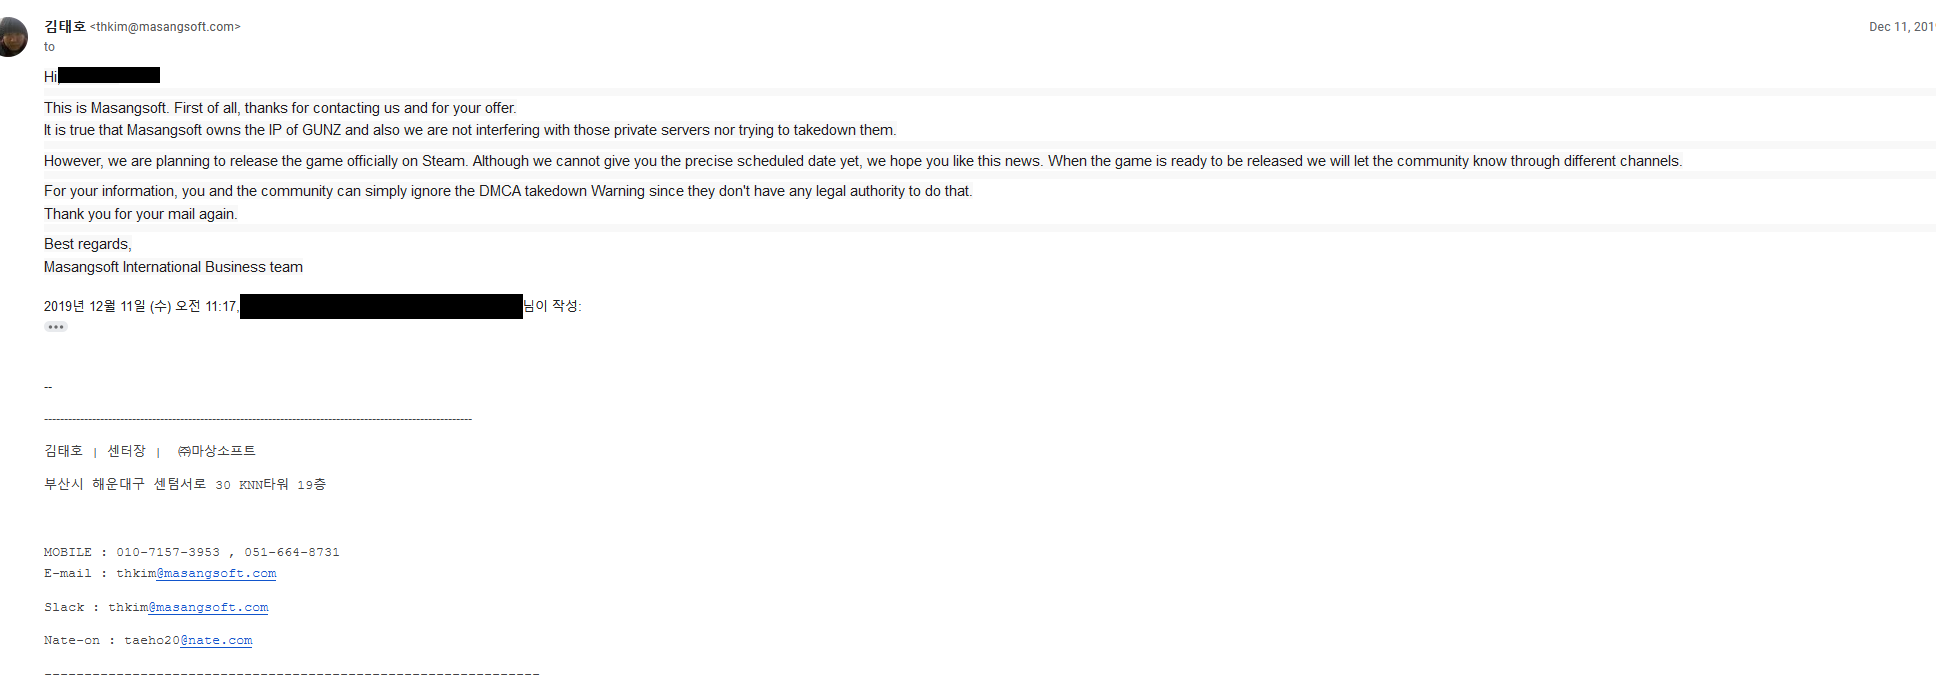 김태호 <thkim@masangsoft.com>
Dec 11, 201
to
Hi
This is Masangsoft. First of all, thanks for contacting us and for your offer.
It is true that Masangsoft owns the IP of GUNZ and also we are not interfering with those private servers nor trying to takedown them.
However, we are planning to release the game officially on Steam. Although we cannot give you the precise scheduled date yet, we hope you like this news. When the game is ready to be released we will let the community know through different channels.
For your information, you and the community can simply ignore the DMCA takedown Warning since they don't have any legal authority to do that.
Thank you for your mail again.
Best regards,
Masangsoft International Business team
2019년 12월 11일 (수) 오전 11:17, 님이 작성:
--
김태호 | 센터장 | ㈜마상소프트
부산시 해운대구 센텀서로 30 KNN타워 19층
MOBILE : 010-7157-3953 , 051-664-8731
E-mail : thkim@masangsoft.com
Slack : thkim@masangsoft.com
Nate-on : taeho20@nate.com